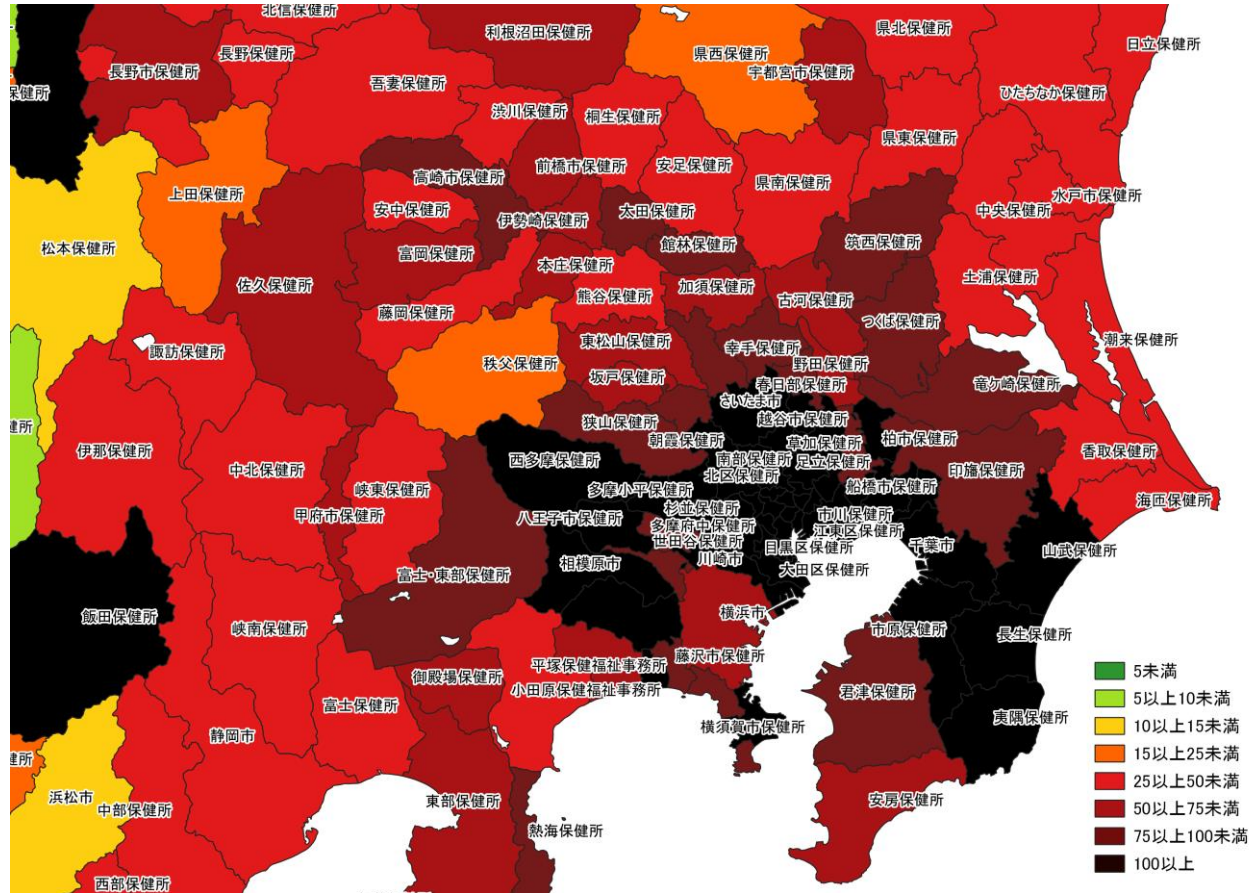 北信保健所
利根沼田保健所
県北保健所
日立保健所
長野保健所
長野市保健所
県西保健所
宇都宮市保健所
吾妻保健所
ひたちなか保健所
保健所
渋川保健所
桐生保健所
県東保健所
前橋市保健所
安足保健所
高崎市保健所
県南保健所
上田保健所
水戸市保健所
安中保健所
伊勢崎保健所
太田保健所
中央保健所
松本保健所
富岡保健所
館林保健所
筑西保健所
本庄保健所
土浦保健所
佐久保健所
熊谷保健所
加須保健所
古河保健所
藤岡保健所
つくば保健所
諏訪保健所
東松山保健所
幸手保健所
潮来保健所
秩父保健所
野田保健所
坂戸保健所
春日部保健所
竜ケ崎保健所
さいたま市
狭山保健所
越谷市保健所
健所
朝霞保健所
草加保健所
柏市保健所
伊那保健所
西多摩保健所
南部保健所
足立保健所
香取保健所
中北保健所
峡東保健所
北区保健所
印旛保健所
多摩小平保健所
船橋市保健所
海匝保健所
甲府市保健所
八王子市保健所
杉並保健所
市川保健所
多摩府中保健所
江東区保健所
世田谷保健所
目黒区保健所
千葉市
山武保健所
川崎市
相模原市
大田区保健所
富士・東部保健所
飯田保健所
横浜市
峡南保健所
市原保健所
長生保健所
藤沢市保健所
平塚保健福祉事務所
御殿場保健所
小田原保健福祉事務所
君津保健所
富士保健所
夷隅保健所
横須賀市保健所
静岡市
健所
浜松市
中部保健所
東部保健所
安房保健所
熱海保健所
西部保健所
5未満
5以上10未満
10以上15未満
15以上25未満
25以上50未満
50以上75未満
75以上100未満
100以上